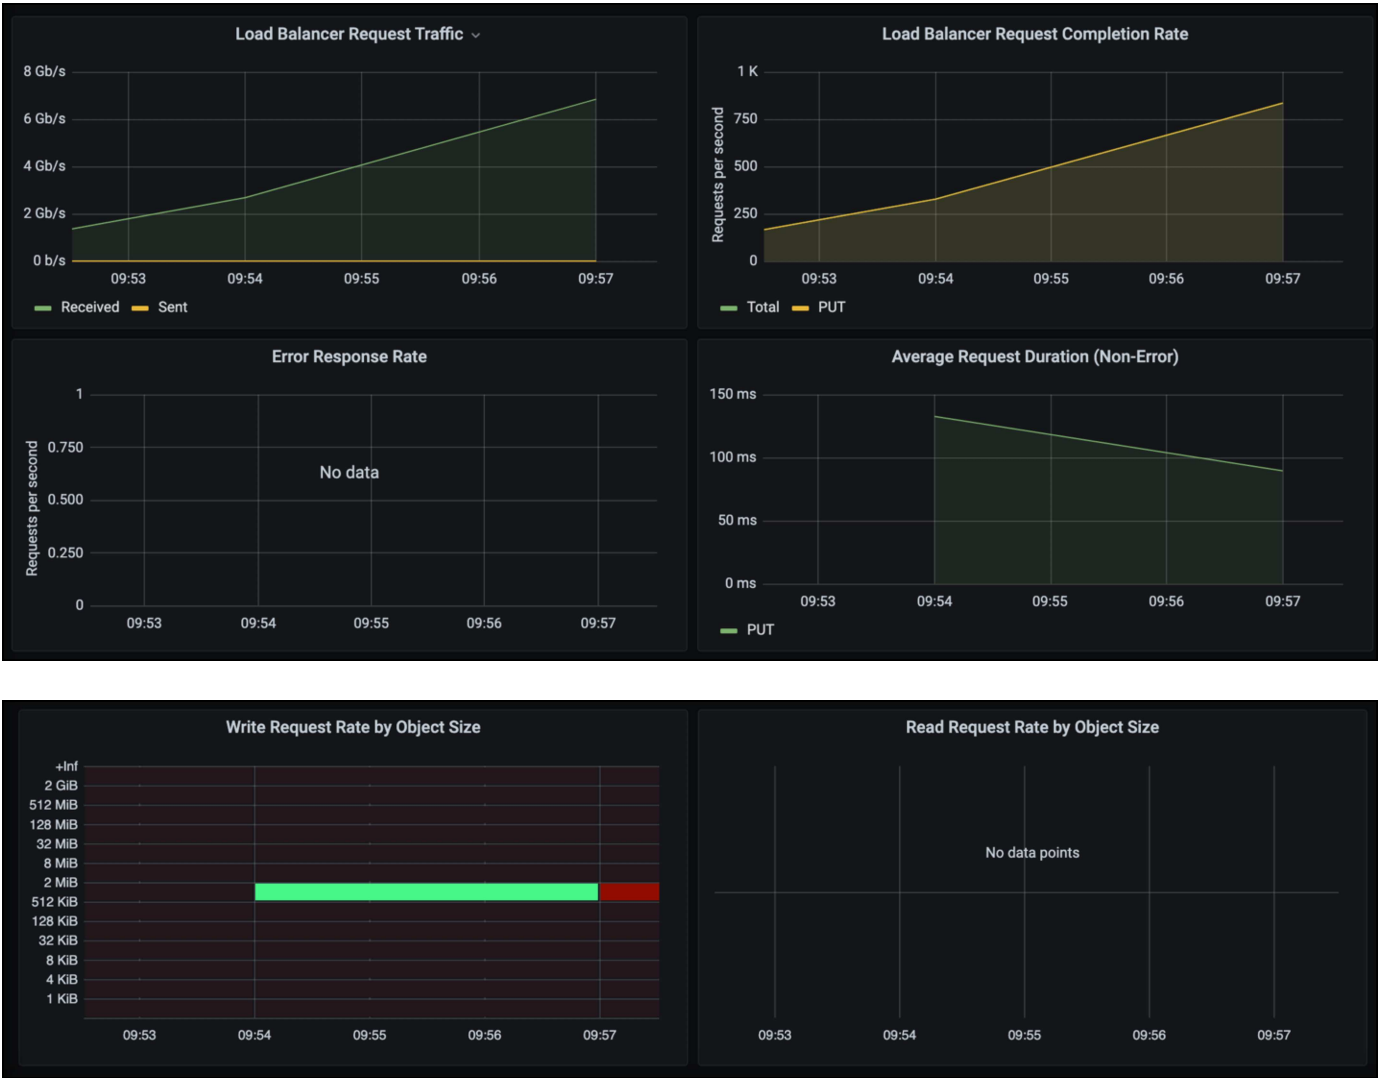 Load Balancer Request Traffic
8 Gb/s
6 Gb/s
4 Gb/s
2 Gb/s
0 b/s
09:53 09:54 09:55 09:56 09:57
Received Sent
Load Balancer Request Completion Rate
Requests per second
1 K
750
500
250
0
09:53 09:54 09:55 09:56 09:57
Total PUT
Error Response Rate
Requests per second
1
0.750
0.500
0.250
0
No data
09:53 09:54 09:55 09:56 09:57
Average Request Duration (Non-Error)
150 ms
100 ms
50 ms
0 ms
09:53 09:54 09:55 09:56 09:57
PUT
Write Request Rate by Object Size
+Inf
2 GiB
512 MiB
128 MiB
32 MiB
8 MiB
2 MiB
512 KiB
128 KiB
32 KiB
8 KiB
4 KiB
1 KiB
09:53 09:54 09:55 09:56 09:57
Read Request Rate by Object Size
No data points
09:53 09:54 09:55 09:56 09:57